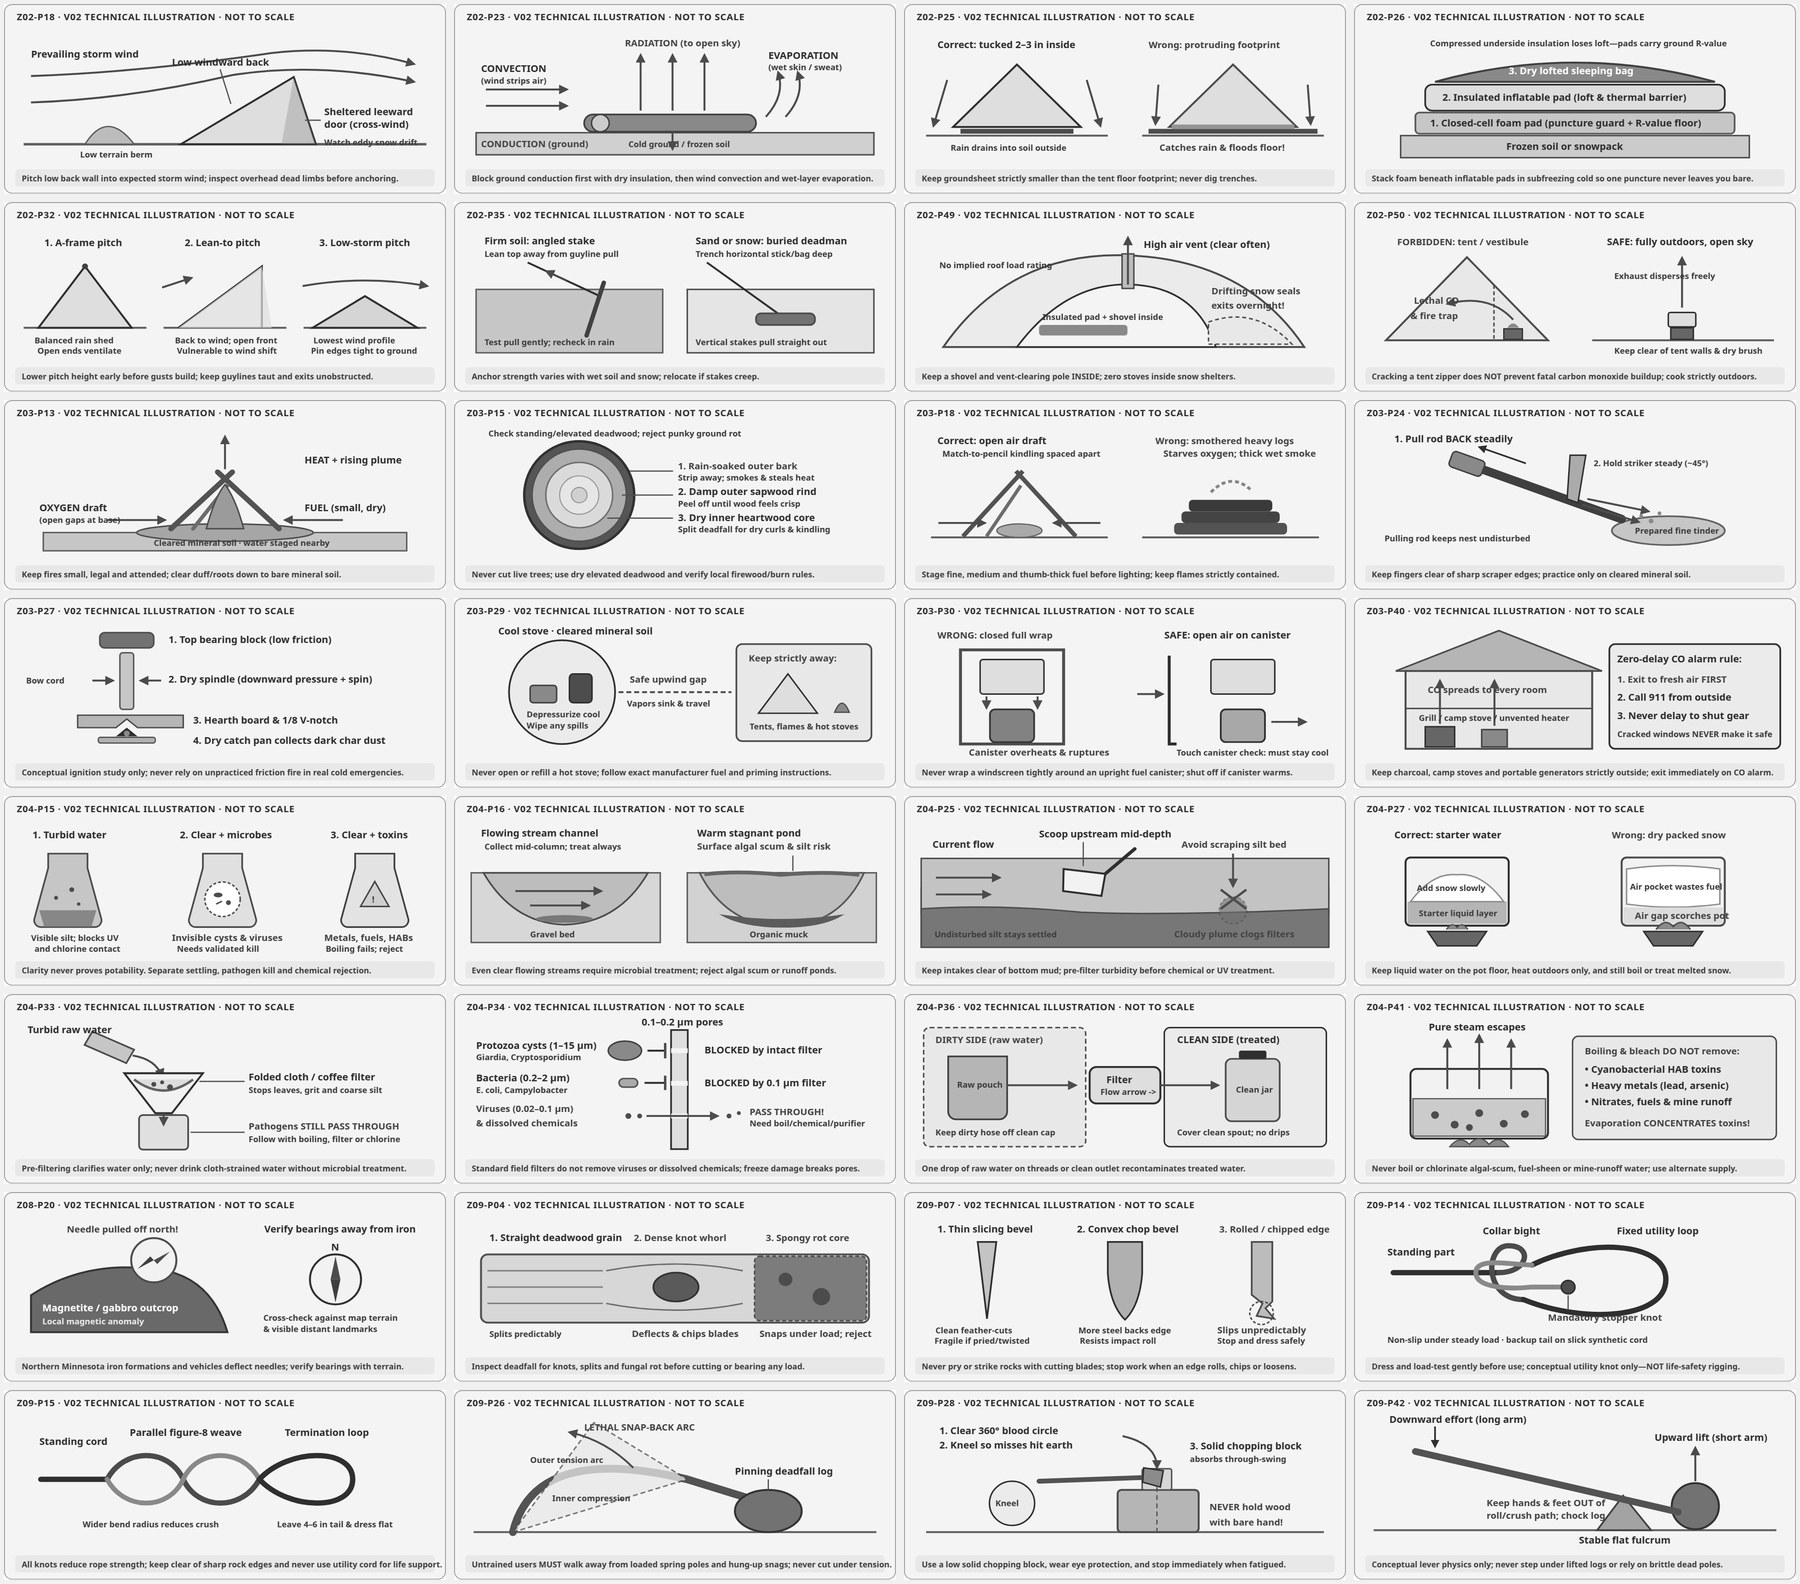 Z02-P18 · V02 TECHNICAL ILLUSTRATION · NOT TO SCALE
Prevailing storm wind
Low windward back
Sheltered leeward
door (cross-wind)
Watch eddy snow drift
Low terrain berm
Pitch low back wall into expected storm wind; inspect overhead dead limbs before anchoring.
Z02-P23 · V02 TECHNICAL ILLUSTRATION · NOT TO SCALE
RADIATION (to open sky)
EVAPORATION
(wet skin / sweat)
CONVECTION
(wind strips air)
CONDUCTION (ground)
Cold ground / frozen soil
Block ground conduction first with dry insulation, then wind convection and wet-layer evaporation.
Z02-P25 · V02 TECHNICAL ILLUSTRATION · NOT TO SCALE
Correct: tucked 2–3 in inside
Wrong: protruding footprint
Rain drains into soil outside
Catches rain & floods floor!
Keep groundsheet strictly smaller than the tent floor footprint; never dig trenches.
Z02-P26 · V02 TECHNICAL ILLUSTRATION · NOT TO SCALE
Compressed underside insulation loses loft—pads carry ground R-value
3. Dry lofted sleeping bag
2. Insulated inflatable pad (loft & thermal barrier)
1. Closed-cell foam pad (puncture guard + R-value floor)
Frozen soil or snowpack
Stack foam beneath inflatable pads in subfreezing cold so one puncture never leaves you bare.
Z02-P32 · V02 TECHNICAL ILLUSTRATION · NOT TO SCALE
1. A-frame pitch
2. Lean-to pitch
3. Low-storm pitch
Balanced rain shed
Open ends ventilate
Back to wind; open front
Vulnerable to wind shift
Lowest wind profile
Pin edges tight to ground
Lower pitch height early before gusts build; keep guylines taut and exits unobstructed.
Z02-P35 · V02 TECHNICAL ILLUSTRATION · NOT TO SCALE
Firm soil: angled stake
Lean top away from guyline pull
Sand or snow: buried deadman
Trench horizontal stick/bag deep
Test pull gently; recheck in rain
Vertical stakes pull straight out
Anchor strength varies with wet soil and snow; relocate if stakes creep.
Z02-P49 · V02 TECHNICAL ILLUSTRATION · NOT TO SCALE
High air vent (clear often)
No implied roof load rating
Drifting snow seals
exits overnight!
Insulated pad + shovel inside
Keep a shovel and vent-clearing pole INSIDE; zero stoves inside snow shelters.
Z02-P50 · V02 TECHNICAL ILLUSTRATION · NOT TO SCALE
FORBIDDEN: tent / vestibule
SAFE: fully outdoors, open sky
Exhaust disperses freely
Lethal CO
& fire trap
Keep clear of tent walls & dry brush
Cracking a tent zipper does NOT prevent fatal carbon monoxide buildup; cook strictly outdoors.
Z03-P13 · V02 TECHNICAL ILLUSTRATION · NOT TO SCALE
HEAT + rising plume
OXYGEN draft
(open gaps at base)
FUEL (small, dry)
Cleared mineral soil · water staged nearby
Keep fires small, legal and attended; clear duff/roots down to bare mineral soil.
Z03-P15 · V02 TECHNICAL ILLUSTRATION · NOT TO SCALE
Check standing/elevated deadwood; reject punky ground rot
1. Rain-soaked outer bark
Strip away; smokes & steals heat
2. Damp outer sapwood rind
Peel off until wood feels crisp
3. Dry inner heartwood core
Split deadfall for dry curls & kindling
Never cut live trees; use dry elevated deadwood and verify local firewood/burn rules.
Z03-P18 · V02 TECHNICAL ILLUSTRATION · NOT TO SCALE
Correct: open air draft
Match-to-pencil kindling spaced apart
Wrong: smothered heavy logs
Starves oxygen; thick wet smoke
Stage fine, medium and thumb-thick fuel before lighting; keep flames strictly contained.
Z03-P24 · V02 TECHNICAL ILLUSTRATION · NOT TO SCALE
1. Pull rod BACK steadily
2. Hold striker steady (~45°)
Prepared fine tinder
Pulling rod keeps nest undisturbed
Keep fingers clear of sharp scraper edges; practice only on cleared mineral soil.
Z03-P27 · V02 TECHNICAL ILLUSTRATION · NOT TO SCALE
1. Top bearing block (low friction)
Bow cord
2. Dry spindle (downward pressure + spin)
3. Hearth board & 1/8 V-notch
4. Dry catch pan collects dark char dust
Conceptual ignition study only; never rely on unpracticed friction fire in real cold emergencies.
Z03-P29 · V02 TECHNICAL ILLUSTRATION · NOT TO SCALE
Cool stove · cleared mineral soil
Keep strictly away:
Safe upwind gap
Vapors sink & travel
Depressurize cool
Wipe any spills
Tents, flames & hot stoves
Never open or refill a hot stove; follow exact manufacturer fuel and priming instructions.
Z03-P30 · V02 TECHNICAL ILLUSTRATION · NOT TO SCALE
WRONG: closed full wrap
SAFE: open air on canister
Canister overheats & ruptures
Touch canister check: must stay cool
Never wrap a windscreen tightly around an upright fuel canister; shut off if canister warms.
Z03-P40 · V02 TECHNICAL ILLUSTRATION · NOT TO SCALE
CO spreads to every room
Grill / camp stove / unvented heater
Zero-delay CO alarm rule:
1. Exit to fresh air FIRST
2. Call 911 from outside
3. Never delay to shut gear
Cracked windows NEVER make it safe
Keep charcoal, camp stoves and portable generators strictly outside; exit immediately on CO alarm.
Z04-P15 · V02 TECHNICAL ILLUSTRATION · NOT TO SCALE
1. Turbid water
2. Clear + microbes
3. Clear + toxins
!
Visible silt; blocks UV
and chlorine contact
Invisible cysts & viruses
Needs validated kill
Metals, fuels, HABs
Boiling fails; reject
Clarity never proves potability. Separate settling, pathogen kill and chemical rejection.
Z04-P16 · V02 TECHNICAL ILLUSTRATION · NOT TO SCALE
Flowing stream channel
Collect mid-column; treat always
Warm stagnant pond
Surface algal scum & silt risk
Gravel bed
Organic muck
Even clear flowing streams require microbial treatment; reject algal scum or runoff ponds.
Z04-P25 · V02 TECHNICAL ILLUSTRATION · NOT TO SCALE
Scoop upstream mid-depth
Current flow
Avoid scraping silt bed
Undisturbed silt stays settled
Cloudy plume clogs filters
Keep intakes clear of bottom mud; pre-filter turbidity before chemical or UV treatment.
Z04-P27 · V02 TECHNICAL ILLUSTRATION · NOT TO SCALE
Correct: starter water
Wrong: dry packed snow
Add snow slowly
Starter liquid layer
Air pocket wastes fuel
Air gap scorches pot
Keep liquid water on the pot floor, heat outdoors only, and still boil or treat melted snow.
Z04-P33 · V02 TECHNICAL ILLUSTRATION · NOT TO SCALE
Turbid raw water
Folded cloth / coffee filter
Stops leaves, grit and coarse silt
Pathogens STILL PASS THROUGH
Follow with boiling, filter or chlorine
Pre-filtering clarifies water only; never drink cloth-strained water without microbial treatment.
Z04-P34 · V02 TECHNICAL ILLUSTRATION · NOT TO SCALE
0.1–0.2 µm pores
Protozoa cysts (1–15 µm)
Giardia, Cryptosporidium
BLOCKED by intact filter
Bacteria (0.2–2 µm)
E. coli, Campylobacter
BLOCKED by 0.1 µm filter
Viruses (0.02–0.1 µm)
& dissolved chemicals
PASS THROUGH!
Need boil/chemical/purifier
Standard field filters do not remove viruses or dissolved chemicals; freeze damage breaks pores.
Z04-P36 · V02 TECHNICAL ILLUSTRATION · NOT TO SCALE
DIRTY SIDE (raw water)
CLEAN SIDE (treated)
Raw pouch
Filter
Flow arrow ->
Clean jar
Keep dirty hose off clean cap
Cover clean spout; no drips
One drop of raw water on threads or clean outlet recontaminates treated water.
Z04-P41 · V02 TECHNICAL ILLUSTRATION · NOT TO SCALE
Pure steam escapes
Boiling & bleach DO NOT remove:
• Cyanobacterial HAB toxins
• Heavy metals (lead, arsenic)
• Nitrates, fuels & mine runoff
Evaporation CONCENTRATES toxins!
Never boil or chlorinate algal-scum, fuel-sheen or mine-runoff water; use alternate supply.
Z08-P20 · V02 TECHNICAL ILLUSTRATION · NOT TO SCALE
Needle pulled off north!
Verify bearings away from iron
N
Magnetite / gabbro outcrop
Local magnetic anomaly
Cross-check against map terrain
& visible distant landmarks
Northern Minnesota iron formations and vehicles deflect needles; verify bearings with terrain.
Z09-P04 · V02 TECHNICAL ILLUSTRATION · NOT TO SCALE
1. Straight deadwood grain
2. Dense knot whorl
3. Spongy rot core
Splits predictably
Deflects & chips blades
Snaps under load; reject
Inspect deadfall for knots, splits and fungal rot before cutting or bearing any load.
Z09-P07 · V02 TECHNICAL ILLUSTRATION · NOT TO SCALE
1. Thin slicing bevel
2. Convex chop bevel
3. Rolled / chipped edge
Clean feather-cuts
Fragile if pried/twisted
More steel backs edge
Resists impact roll
Slips unpredictably
Stop and dress safely
Never pry or strike rocks with cutting blades; stop work when an edge rolls, chips or loosens.
Z09-P14 · V02 TECHNICAL ILLUSTRATION · NOT TO SCALE
Collar bight
Fixed utility loop
Standing part
Mandatory stopper knot
Non-slip under steady load · backup tail on slick synthetic cord
Dress and load-test gently before use; conceptual utility knot only—NOT life-safety rigging.
Z09-P15 · V02 TECHNICAL ILLUSTRATION · NOT TO SCALE
Standing cord
Parallel figure-8 weave
Termination loop
Wider bend radius reduces crush
Leave 4–6 in tail & dress flat
All knots reduce rope strength; keep clear of sharp rock edges and never use utility cord for life support.
Z09-P26 · V02 TECHNICAL ILLUSTRATION · NOT TO SCALE
LETHAL SNAP-BACK ARC
Outer tension arc
Inner compression
Pinning deadfall log
Untrained users MUST walk away from loaded spring poles and hung-up snags; never cut under tension.
Z09-P28 · V02 TECHNICAL ILLUSTRATION · NOT TO SCALE
1. Clear 360° blood circle
2. Kneel so misses hit earth
3. Solid chopping block
absorbs through-swing
Kneel
NEVER hold wood
with bare hand!
Use a low solid chopping block, wear eye protection, and stop immediately when fatigued.
Z09-P42 · V02 TECHNICAL ILLUSTRATION · NOT TO SCALE
Downward effort (long arm)
Upward lift (short arm)
Keep hands & feet OUT of
roll/crush path; chock log
Stable flat fulcrum
Conceptual lever physics only; never step under lifted logs or rely on brittle dead poles.